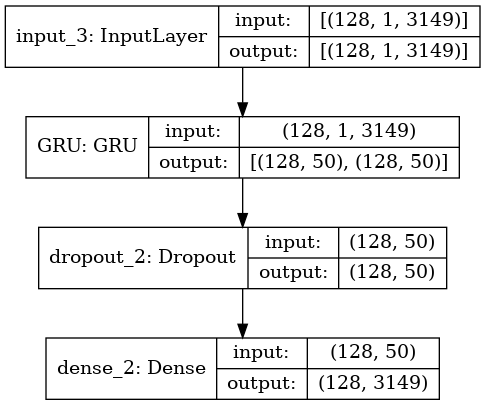 input_3: InputLayer input: [(128, 1, 3149)]
output: [(128, 1, 3149)]
GRU: GRU input: (128, 1, 3149)
output: [(128, 50), (128, 50)]
dropout_2: Dropout input: (128, 50)
output: (128, 50)
dense_2: Dense input: (128, 50)
output: (128, 3149)